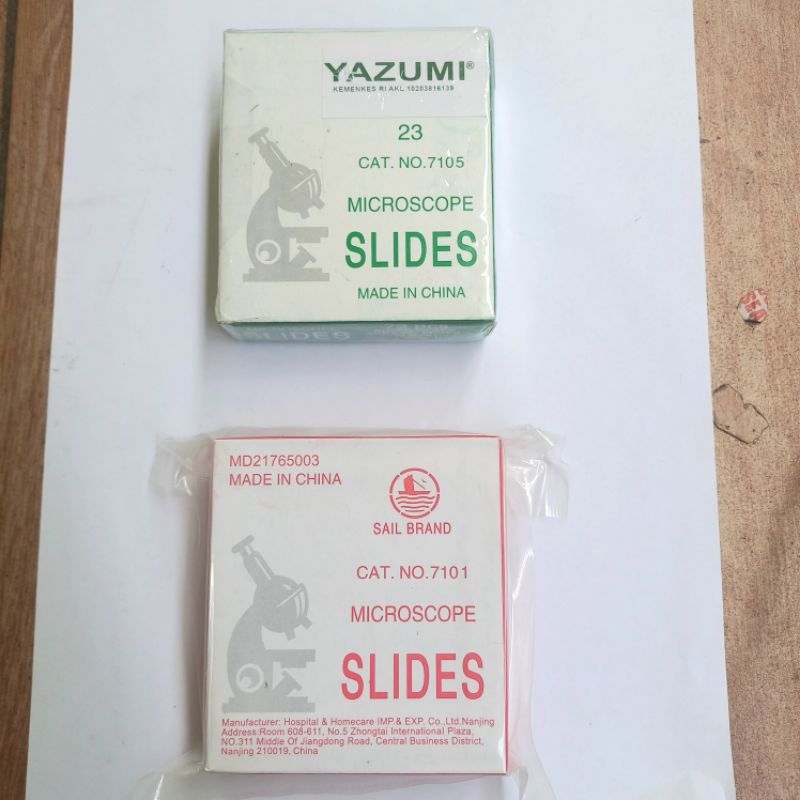 YAZUMI®
KEMENKES RI AKL 10203816139
23
CAT. NO.7105
MICROSCOPE
SLIDES
MADE IN CHINA
SLIDES
MD21765003
MADE IN CHINA
SAIL BRAND
CAT. NO.7101
MICROSCOPE
SLIDES
Manufacturer: Hospital & Homecare IMP.& EXP. Co.,Ltd.Nanjing
Address:Room 608-611, No.5 Zhongtai International Plaza,
NO.311 Middle Of Jiangdong Road, Central Business District,
Nanjing 210019, China